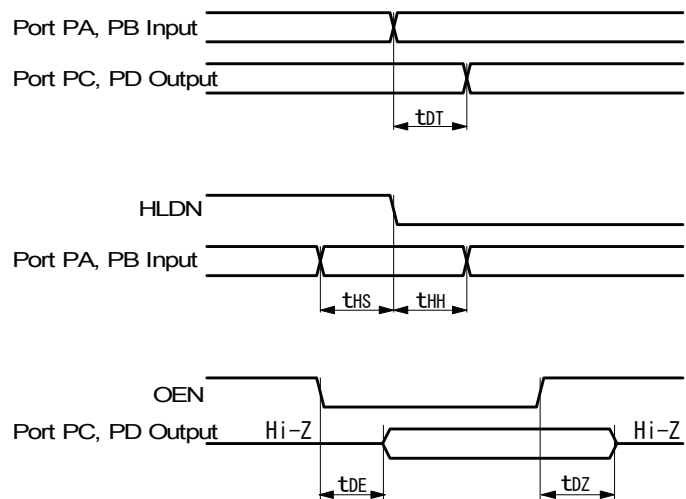 Port PA, PB Input
Port PC, PD Output
tDT
HLDN
Port PA, PB Input
tHS tHH
OEN
Port PC, PD Output Hi-Z Hi-Z
tDE tDZ